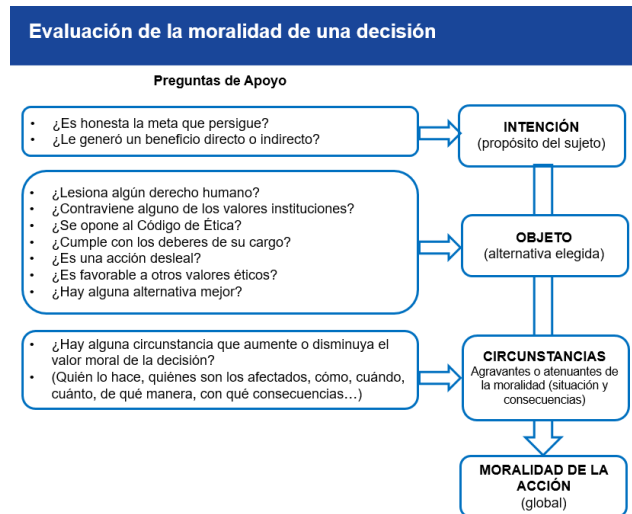 Evaluación de la moralidad de una decisión
Preguntas de Apoyo
• ¿Es honesta la meta que persigue?
• ¿Le generó un beneficio directo o indirecto?
INTENCIÓN
(propósito del sujeto)
• ¿Lesiona algún derecho humano?
• ¿Contraviene alguno de los valores instituciones?
• ¿Se opone al Código de Ética?
• ¿Cumple con los deberes de su cargo?
• ¿Es una acción desleal?
• ¿Es favorable a otros valores éticos?
• ¿Hay alguna alternativa mejor?
OBJETO
(alternativa elegida)
• ¿Hay alguna circunstancia que aumente o disminuya el
valor moral de la decisión?
• (Quién lo hace, quiénes son los afectados, cómo, cuándo,
cuánto, de qué manera, con qué consecuencias…)
CIRCUNSTANCIAS
Agravantes o atenuantes de
la moralidad (situación y
consecuencias)
MORALIDAD DE LA
ACCIÓN
(global)